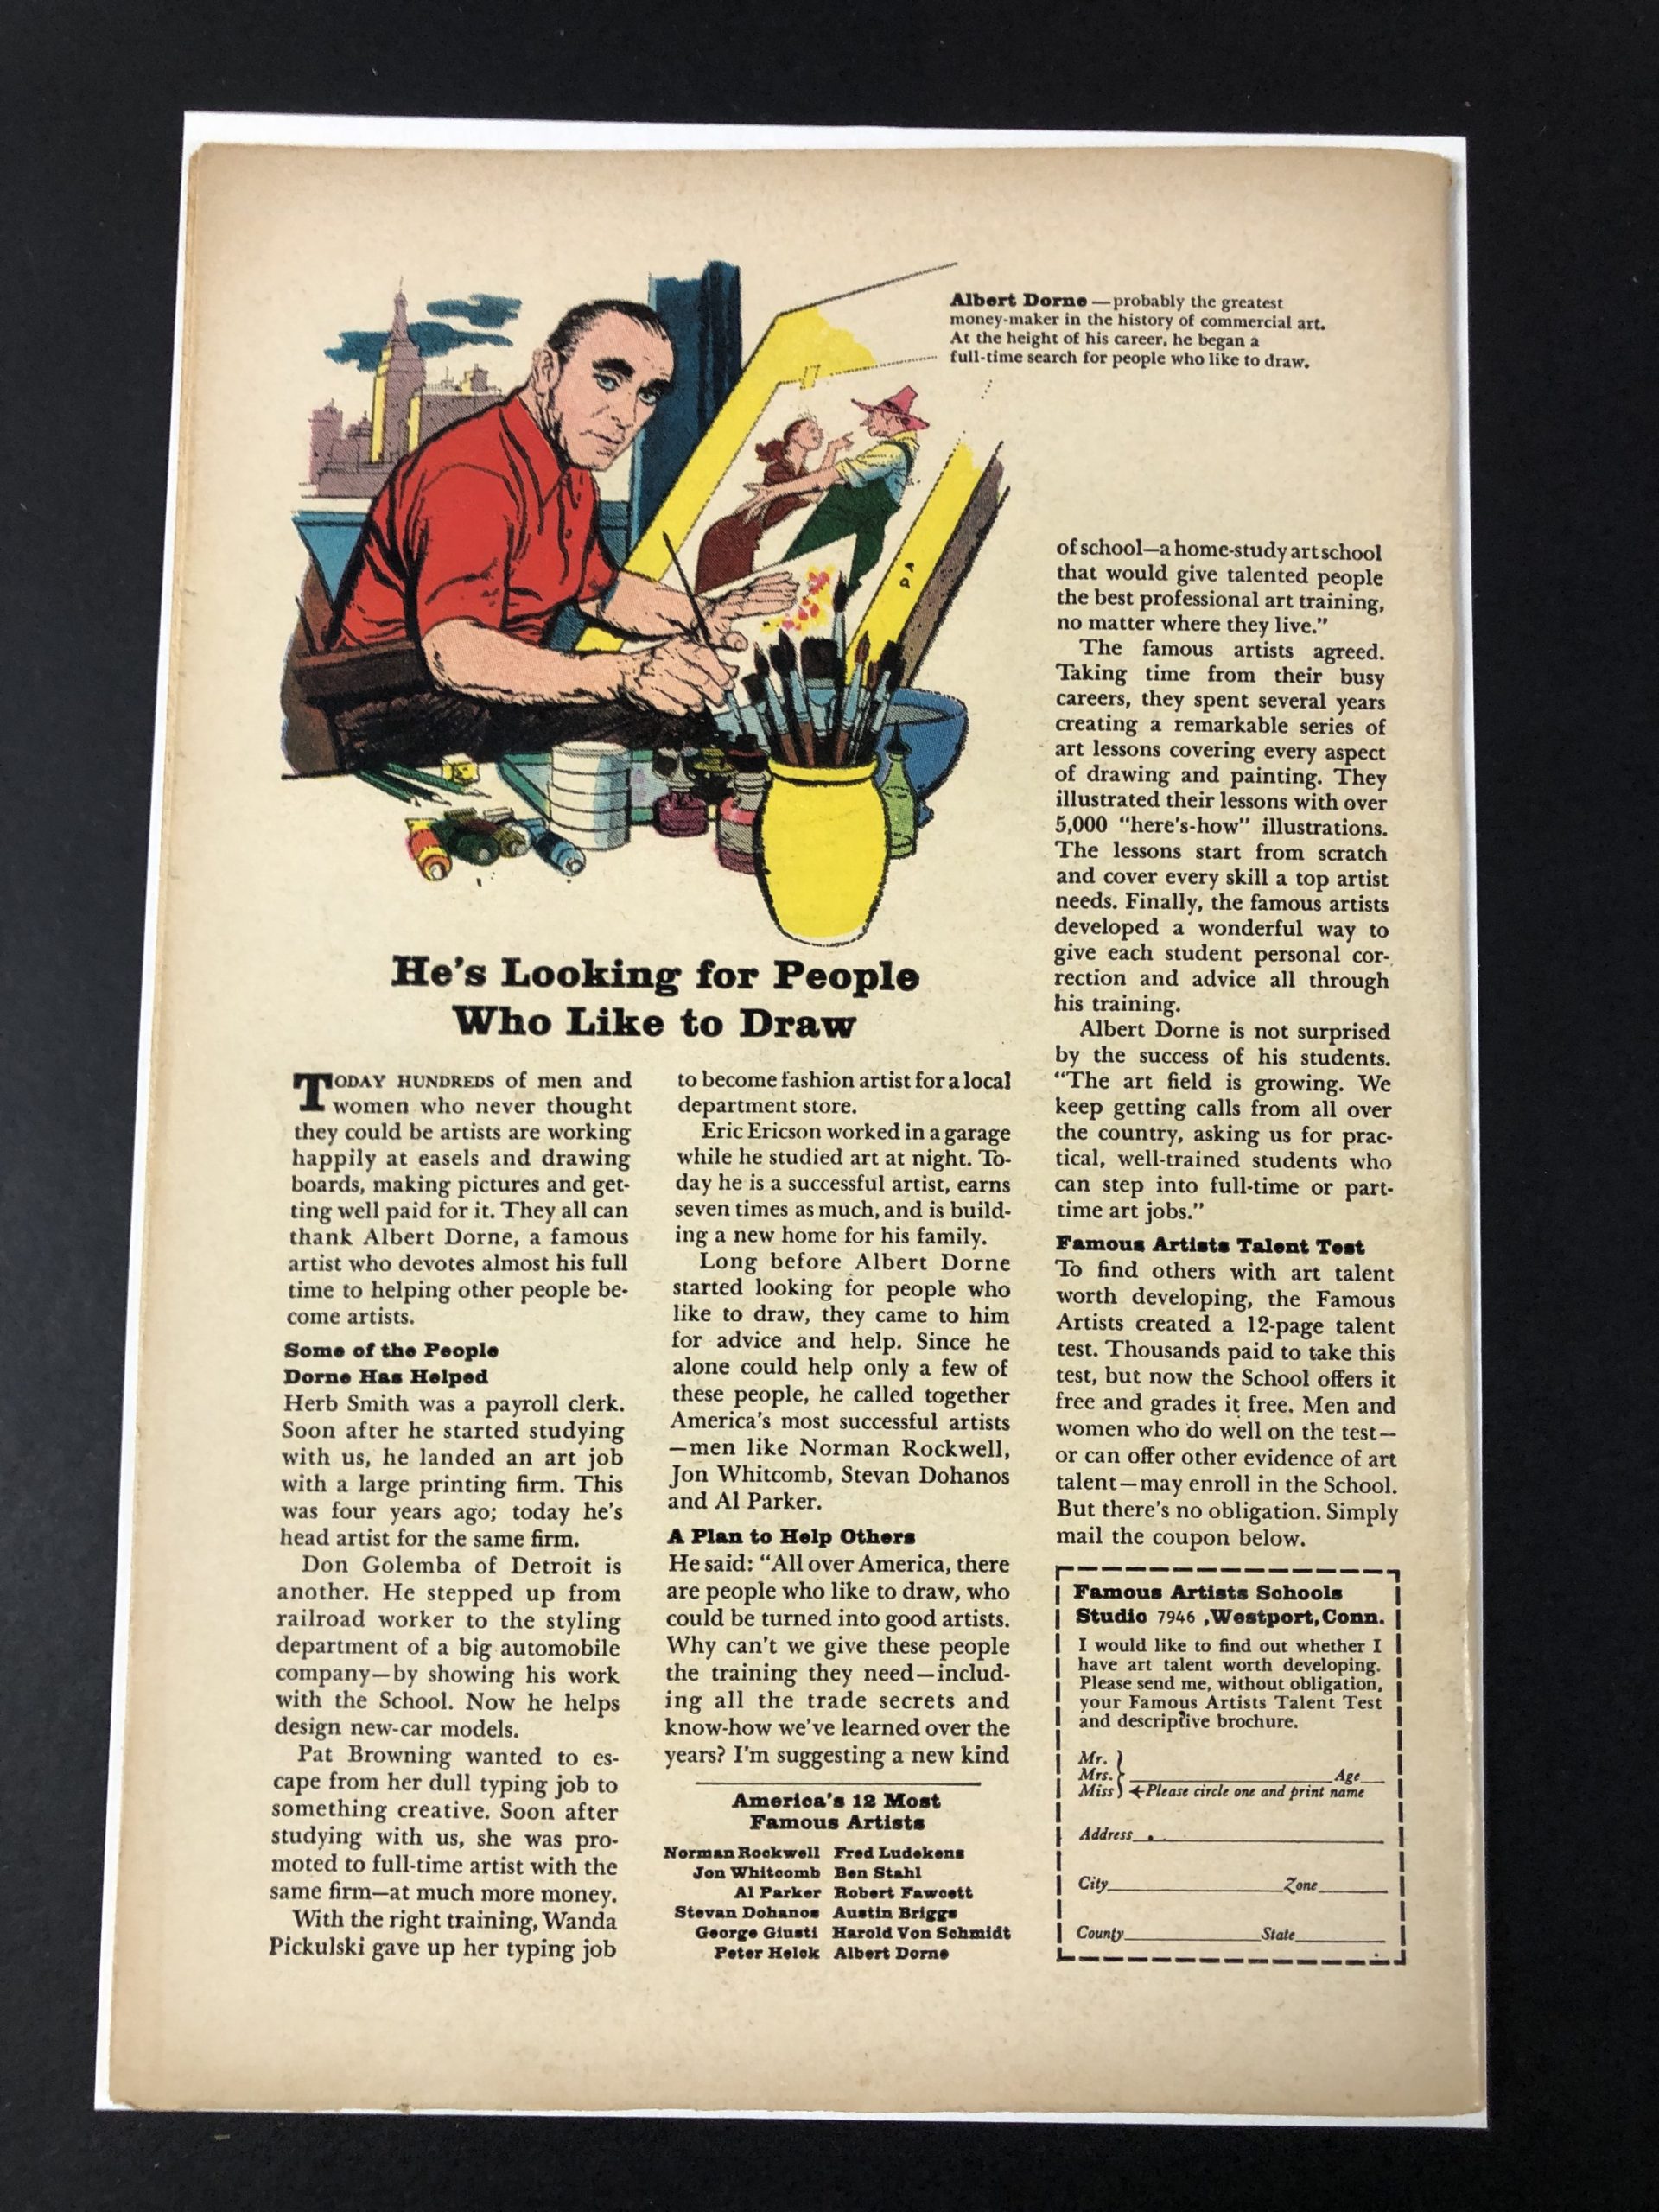 Albert Dorne — probably the greatest
money-maker in the history of commercial art.
At the height of his career, he began a
full-time search for people who like to draw.
He's Looking for People
Who Like to Draw
TODAY HUNDREDS of men and
women who never thought
they could be artists are working
happily at easels and drawing
boards, making pictures and get-
ting well paid for it. They all can
thank Albert Dorne, a famous
artist who devotes almost his full
time to helping other people be-
come artists.
Some of the People
Dorne Has Helped
Herb Smith was a payroll clerk.
Soon after he started studying
with us, he landed an art job
with a large printing firm. This
was four years ago; today he's
head artist for the same firm.
Don Golemba of Detroit is
another. He stepped up from
railroad worker to the styling
department of a big automobile
company—by showing his work
with the School. Now he helps
design new-car models.
Pat Browning wanted to es-
cape from her dull typing job to
something creative. Soon after
studying with us, she was pro-
moted to full-time artist with the
same firm—at much more money.
With the right training, Wanda
Pickulski gave up her typing job
to become fashion artist for a local
department store.
Eric Ericson worked in a garage
while he studied art at night. To-
day he is a successful artist, earns
seven times as much, and is build-
ing a new home for his family.
Long before Albert Dorne
started looking for people who
like to draw, they came to him
for advice and help. Since he
alone could help only a few of
these people, he called together
America's most successful artists
—men like Norman Rockwell,
Jon Whitcomb, Stevan Dohanos
and Al Parker.
A Plan to Help Others
He said: “All over America, there
are people who like to draw, who
could be turned into good artists.
Why can't we give these people
the training they need—includ-
ing all the trade secrets and
know-how we've learned over the
years? I'm suggesting a new kind
America's 12 Most
Famous Artists
Norman Rockwell Fred Ludekens
Jon Whitcomb Ben Stahl
Al Parker Robert Fawcett
Stevan Dohanos Austin Briggs
George Giusti Harold Von Schmidt
Peter Helck Albert Dorne
of school—a home-study art school
that would give talented people
the best professional art training,
no matter where they live.”
The famous artists agreed.
Taking time from their busy
careers, they spent several years
creating a remarkable series of
art lessons covering every aspect
of drawing and painting. They
illustrated their lessons with over
5,000 “here's-how” illustrations.
The lessons start from scratch
and cover every skill a top artist
needs. Finally, the famous artists
developed a wonderful way to
give each student personal cor-
rection and advice all through
his training.
Albert Dorne is not surprised
by the success of his students.
“The art field is growing. We
keep getting calls from all over
the country, asking us for prac-
tical, well-trained students who
can step into full-time or part-
time art jobs.”
Famous Artists Talent Test
To find others with art talent
worth developing, the Famous
Artists created a 12-page talent
test. Thousands paid to take this
test, but now the School offers it
free and grades it free. Men and
women who do well on the test—
or can offer other evidence of art
talent—may enroll in the School.
But there's no obligation. Simply
mail the coupon below.
Famous Artists Schools
Studio 7946 , Westport, Conn.
I would like to find out whether I
have art talent worth developing.
Please send me, without obligation,
your Famous Artists Talent Test
and descriptive brochure.
Mr.
Mrs. Age
Miss ←Please circle one and print name
Address
City Zone
County State